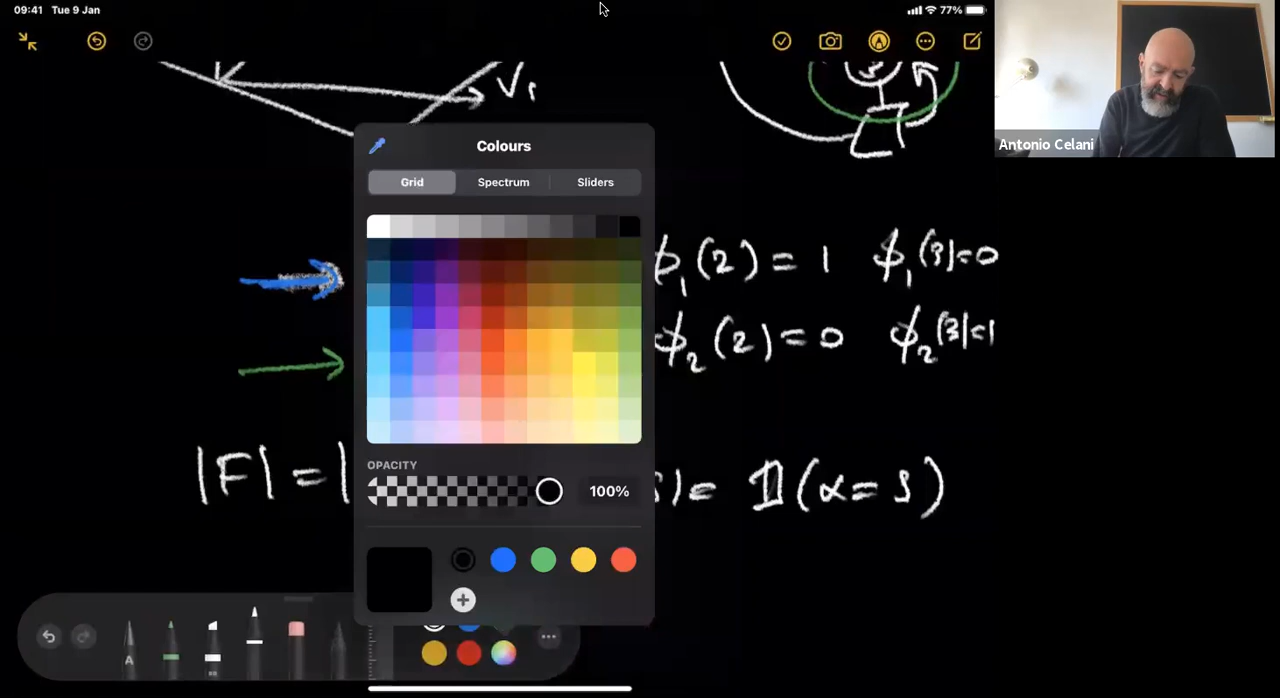 09:41 Tue 9 Jan
77%
Antonio Celani
V₁
Colours
Grid Spectrum Sliders
ϕ₁(2) = 1 ϕ₁(3)=0
ϕ₂(2) = 0 ϕ₂(3)=1
OPACITY
100%
|F| = | s)= 𝟙(α= s)
A